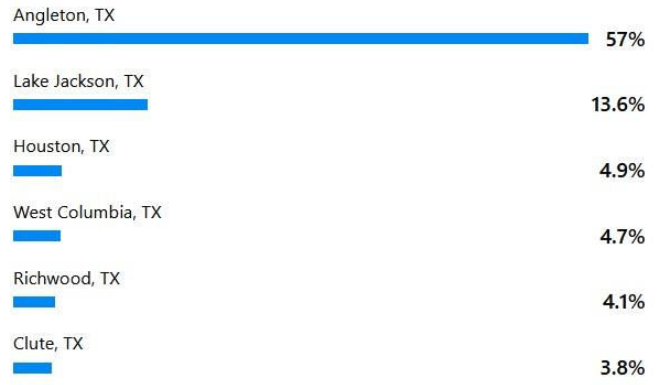 Angleton, TX
57%
Lake Jackson, TX
13.6%
Houston, TX
4.9%
West Columbia, TX
4.7%
Richwood, TX
4.1%
Clute, TX
3.8%